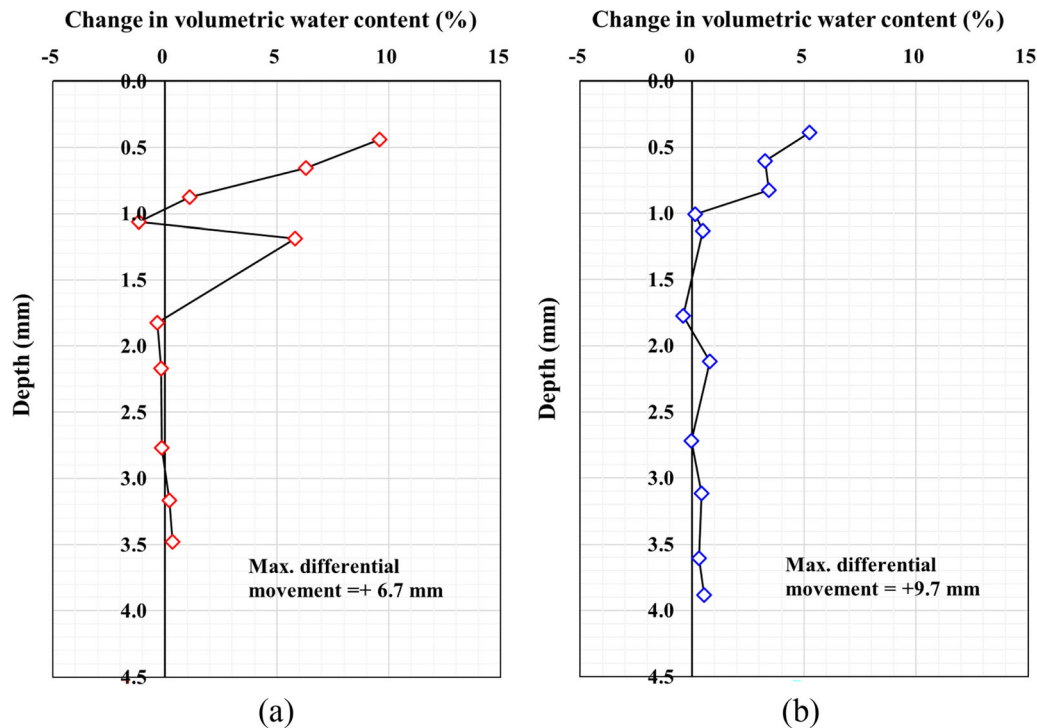 Change in volumetric water content (%)
-5 0 5 10 15
0.0
0.5
1.0
1.5
2.0
2.5
3.0
3.5
4.0
4.5
Depth (mm)
Max. differential
movement =+ 6.7 mm
(a)
Change in volumetric water content (%)
-5 0 5 10 15
0.0
0.5
1.0
1.5
2.0
2.5
3.0
3.5
4.0
4.5
Depth (mm)
Max. differential
movement = +9.7 mm
(b)